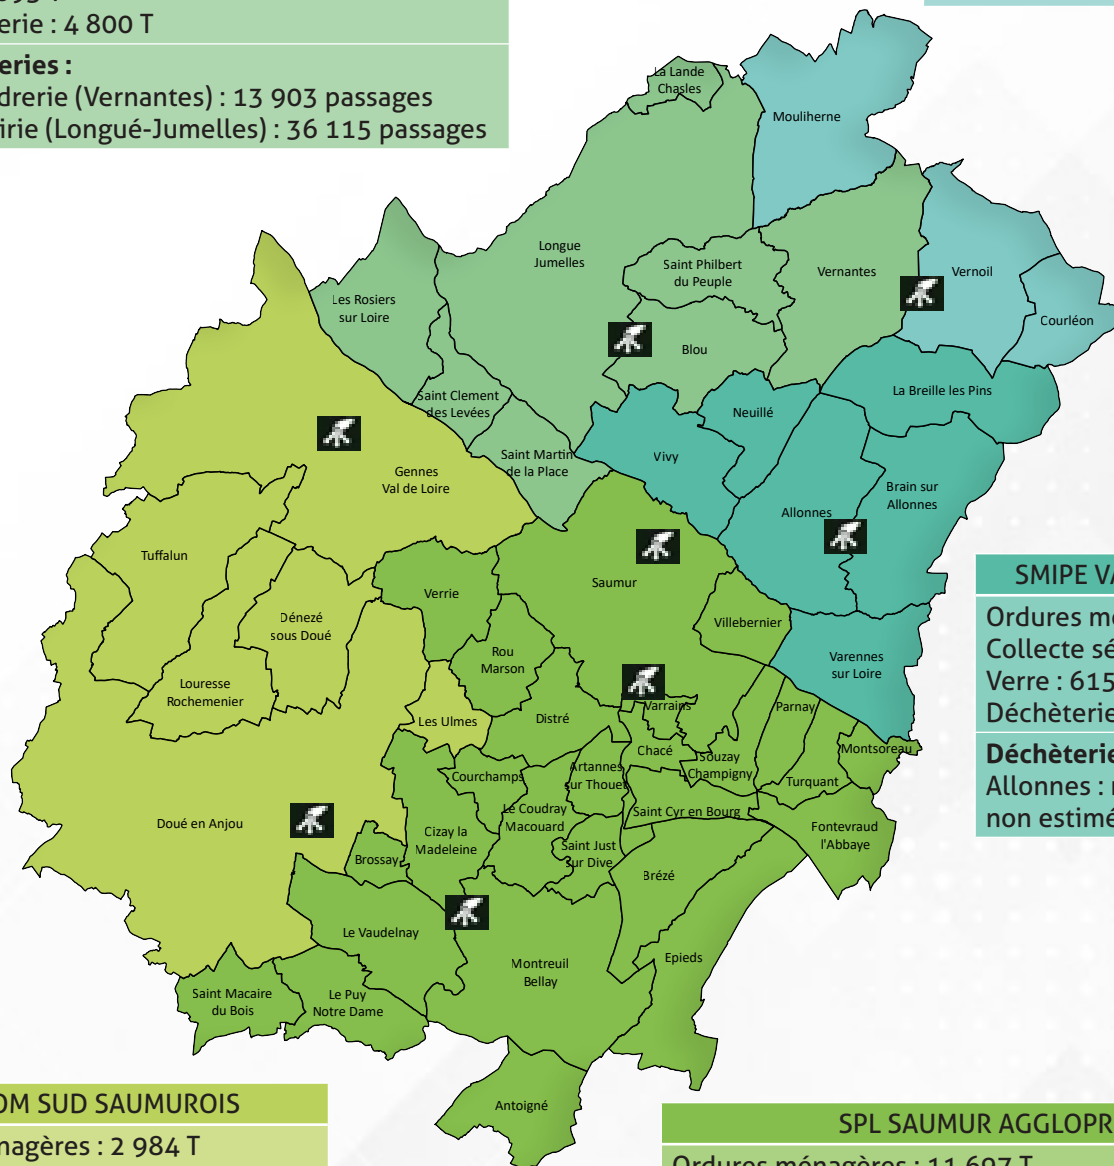 erie : 4 800 T
eries :
drerie (Vernantes) : 13 903 passages
irie (Longué-Jumelles) : 36 115 passages
La Lande
Chasles
Mouliherne
Longue
Jumelles
Saint Philbert
du Peuple
Vernantes
Vernoil
Courléon
Les Rosiers
sur Loire
Blou
La Breille les Pins
Saint Clement
des Levées
Neuillé
Saint Martin
de la Place
Vivy
Gennes
Val de Loire
Brain sur
Allonnes
Allonnes
Tuffalun
Saumur
Verrie
Dénezé
sous Doué
Villebernier
Rou
Marson
Varennes
sur Loire
Louresse
Rochemenier
Les Ulmes
Distré
Varrains
Parnay
Chacé
Montsoreau
Souzay
Champigny
Courchamps
Artannes
sur Thouet
Turquant
Le Coudray
Macouard
Saint Cyr en Bourg
Doué en Anjou
Cizay la
Madeleine
Fontevraud
l'Abbaye
Brossay
Saint Just
sur Dive
Brézé
Le Vaudelnay
Montreuil
Bellay
Epieds
Saint Macaire
du Bois
Le Puy
Notre Dame
Antoigné
SMIPE VA
Ordures mé
Collecte sé
Verre : 615
Déchèterie
Déchèterie
Allonnes : n
non estimé
OM SUD SAUMUROIS
nagères : 2 984 T
SPL SAUMUR AGGLOPR
Ordures ménagères : 11 697 T